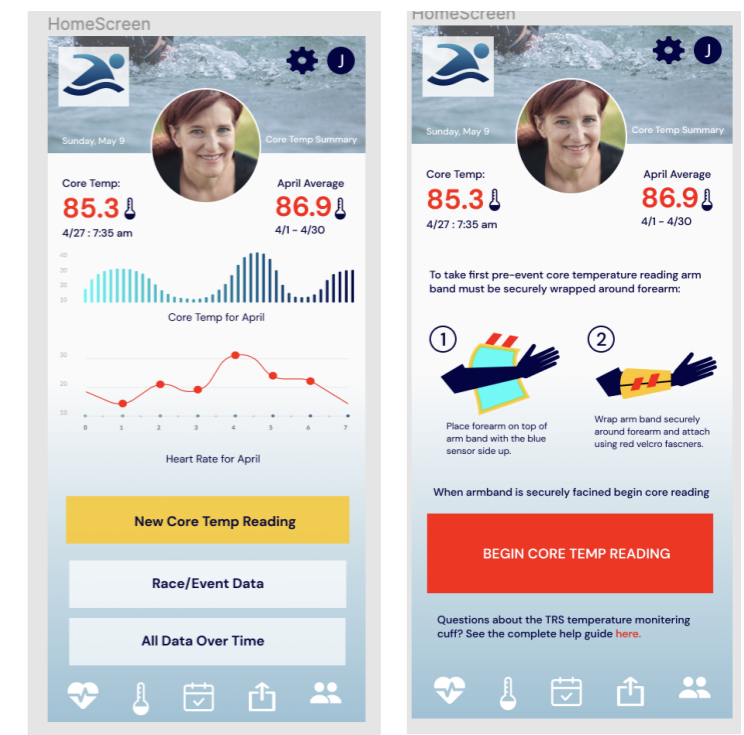 HomeScreen
J
Sunday, May 9
Core Temp Summary
Core Temp:
85.3
4/27 : 7:35 am
April Average
86.9
4/1 - 4/30
40
30
20
10
Core Temp for April
30
20
10
0 1 2 3 4 5 6 7
Heart Rate for April
New Core Temp Reading
Race/Event Data
All Data Over Time
HomeScreen
J
Sunday, May 9
Core Temp Summary
Core Temp:
85.3
4/27 : 7:35 am
April Average
86.9
4/1 - 4/30
To take first pre-event core temperature reading arm
band must be securely wrapped around forearm:
1
Place forearm on top of
arm band with the blue
sensor side up.
2
Wrap arm band securely
around forearm and attach
using red velcro fascners.
When armband is securely facined begin core reading
BEGIN CORE TEMP READING
Questions about the TRS temperature monitering
cuff? See the complete help guide here.